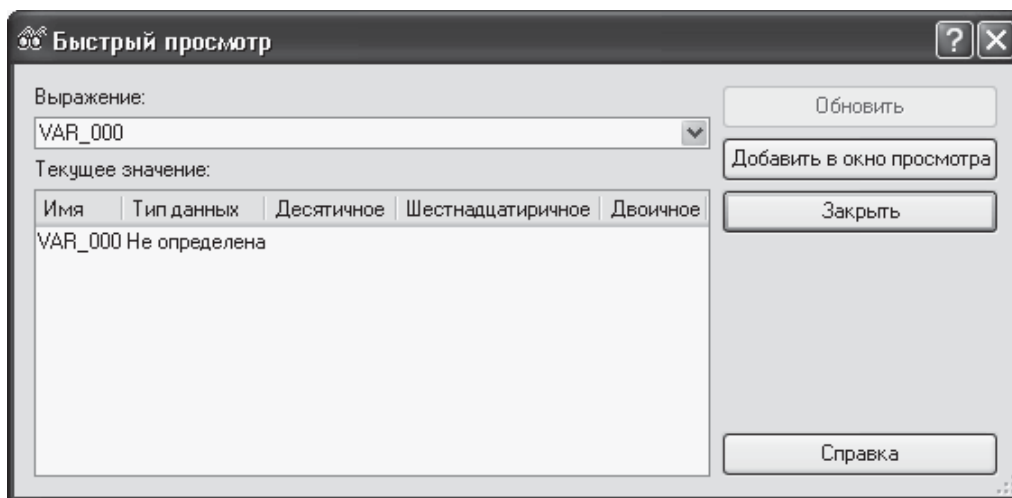 Быстрый просмотр
Выражение:
VAR_000
Обновить
Добавить в окно просмотра
Текущее значение:
Имя Тип данных Десятичное Шестнадцатиричное Двоичное
Закрыть
VAR_000 Не определена
Справка